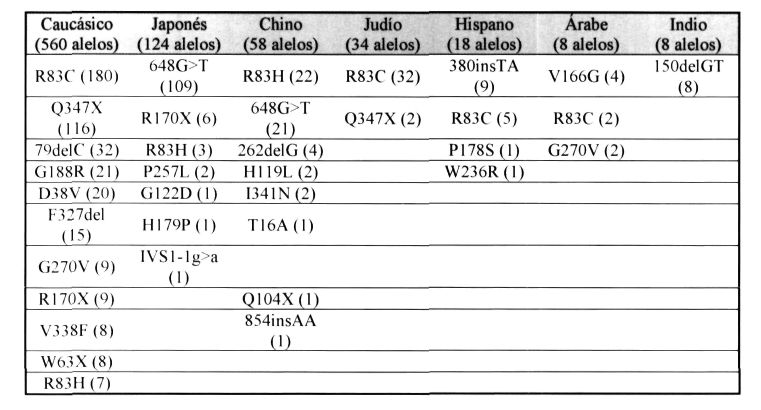 Caucásico Japonés Chino Judío Hispano Árabe Indio
(560 alelos) (124 alelos) (58 alelos) (34 alelos) (18 alelos) (8 alelos) (8 alelos)
R83C (180) 648G>T (109) R83H (22) R83C (32) 380insTA (9) V166G (4) 150delGT (8)
Q347X (116) R170X (6) 648G>T (21) Q347X (2) R83C (5) R83C (2)
79delC (32) R83H (3) 262delG (4) P178S (1) G270V (2)
G188R (21) P257L (2) H119L (2) W236R (1)
D38V (20) G122D (1) I341N (2)
F327del (15) H179P (1) T16A (1)
G270V (9) IVS1-1g>a (1)
R170X (9) Q104X (1)
V338F (8) 854insAA (1)
W63X (8)
R83H (7)